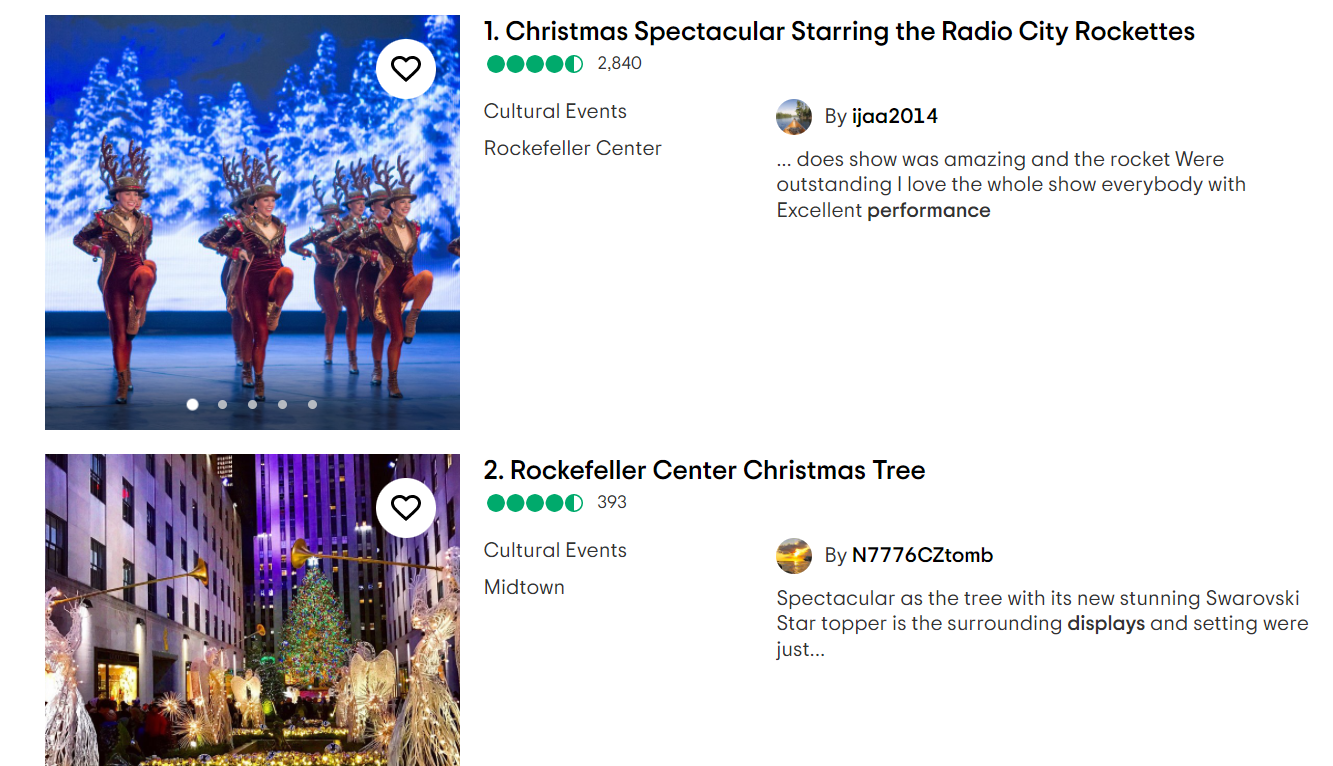 1. Christmas Spectacular Starring the Radio City Rockettes
2,840
Cultural Events
Rockefeller Center
By ijaa2014
... does show was amazing and the rocket Were
outstanding I love the whole show everybody with
Excellent performance
2. Rockefeller Center Christmas Tree
393
Cultural Events
Midtown
By N7776CZtomb
Spectacular as the tree with its new stunning Swarovski
Star topper is the surrounding displays and setting were
just...